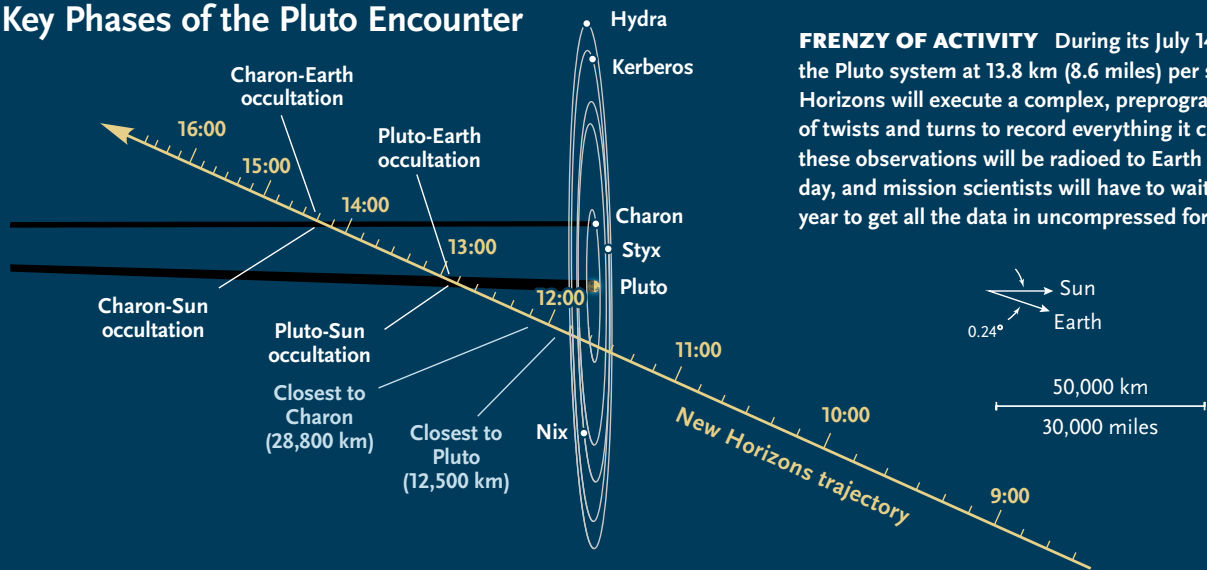 Key Phases of the Pluto Encounter
FRENZY OF ACTIVITY During its July 14
the Pluto system at 13.8 km (8.6 miles) per
Horizons will execute a complex,
of twists and turns to record everything it
these observations will be radioed to Earth
day, and mission scientists will have to wait
year to get all the data in uncompressed
Hydra
Kerberos
Charon-Earth
occultation
Pluto-Earth
occultation
16:00
15:00
14:00
13:00
12:00
11:00
10:00
9:00
Charon
Styx
Pluto
Nix
Charon-Sun
occultation
Pluto-Sun
occultation
Closest to
Charon
(28,800 km)
Closest to
Pluto
(12,500 km)
New Horizons trajectory
Sun
Earth
0.24°
50,000 km
30,000 miles